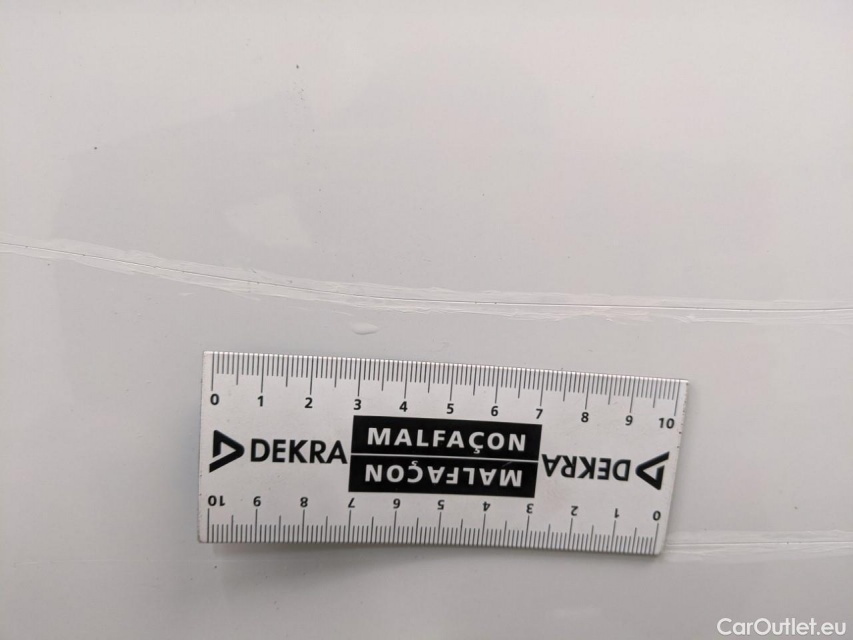 0 1 2 3 4 5 6 7 8 9 10
DEKRA MALFAÇON DEKRA
MALFAÇON
10 9 8 7 6 5 4 3 2 1 0
CarOutlet.eu